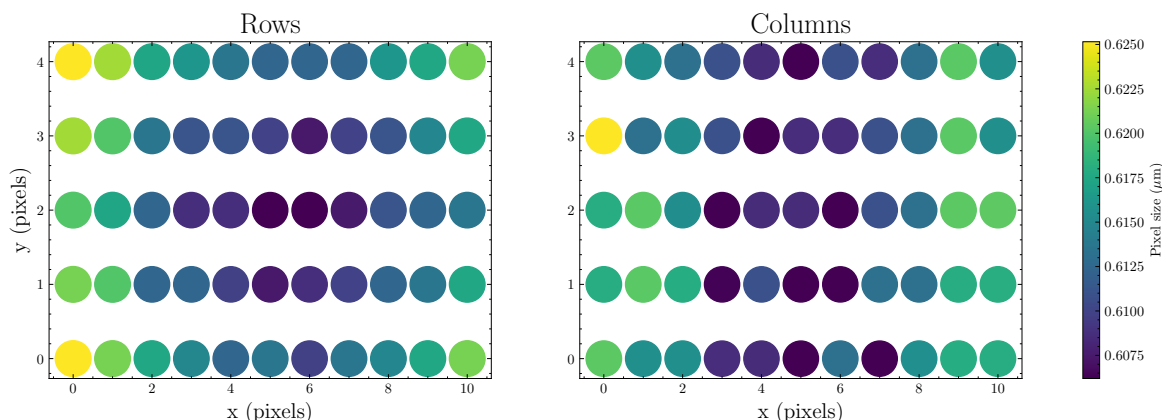 Rows
Columns
4
3
2
1
0
y (pixels)
0 2 4 6 8 10
x (pixels)
4
3
2
1
0
0 2 4 6 8 10
x (pixels)
0.6250
0.6225
0.6200
0.6175
0.6150
0.6125
0.6100
0.6075
Pixel size (μm)